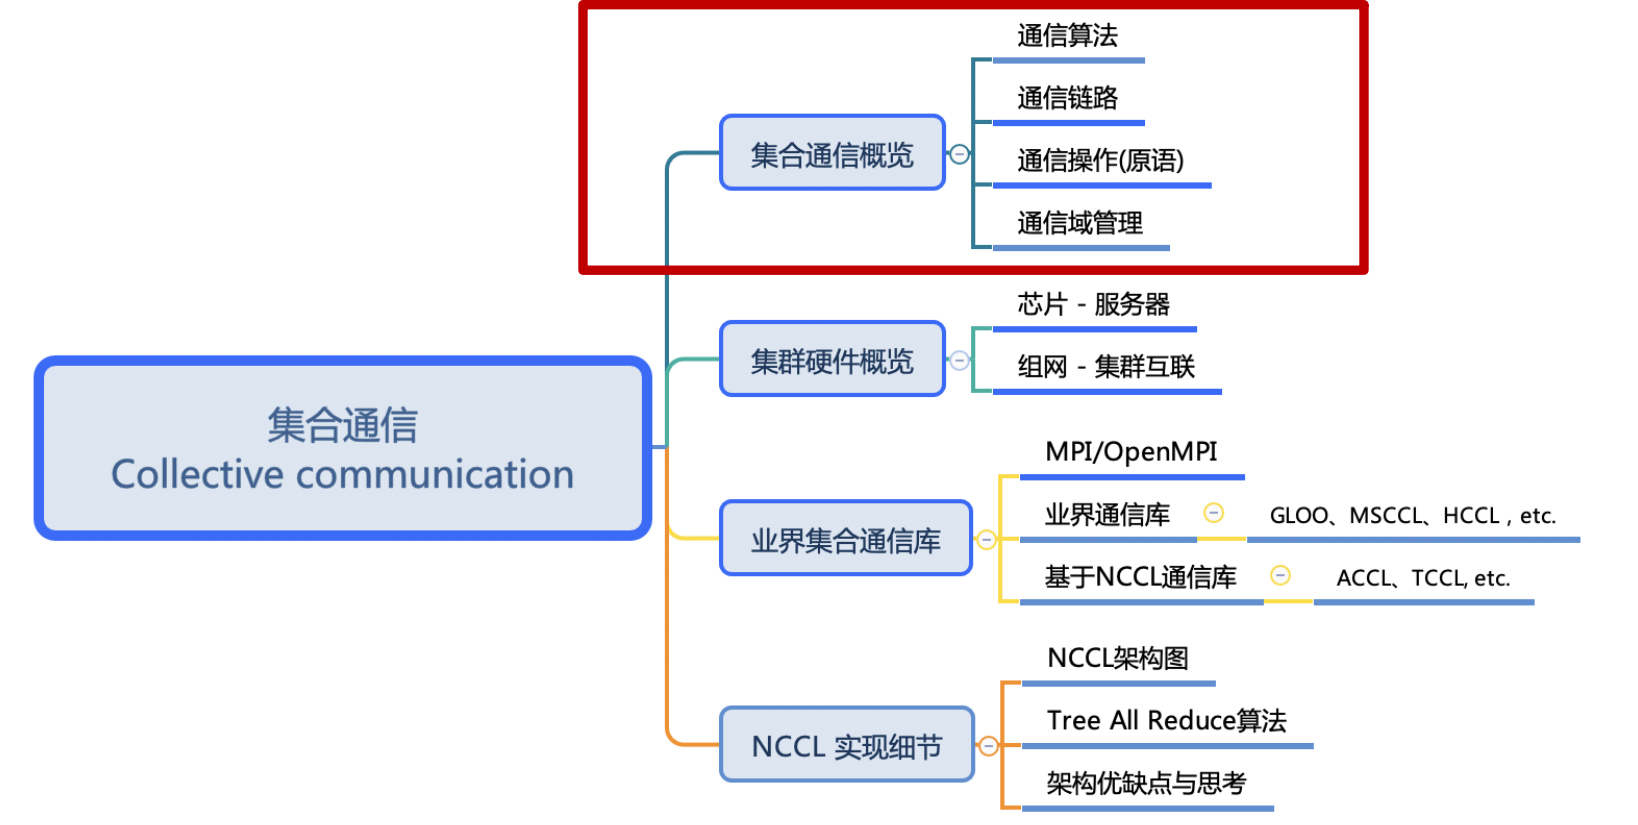 集合通信
Collective communication
集合通信概览
通信算法
通信链路
通信操作(原语)
通信域管理
集群硬件概览
芯片 - 服务器
组网 - 集群互联
业界集合通信库
MPI/OpenMPI
业界通信库
GLOO、MSCCL、HCCL , etc.
基于NCCL通信库
ACCL、TCCL, etc.
NCCL 实现细节
NCCL架构图
Tree All Reduce算法
架构优缺点与思考